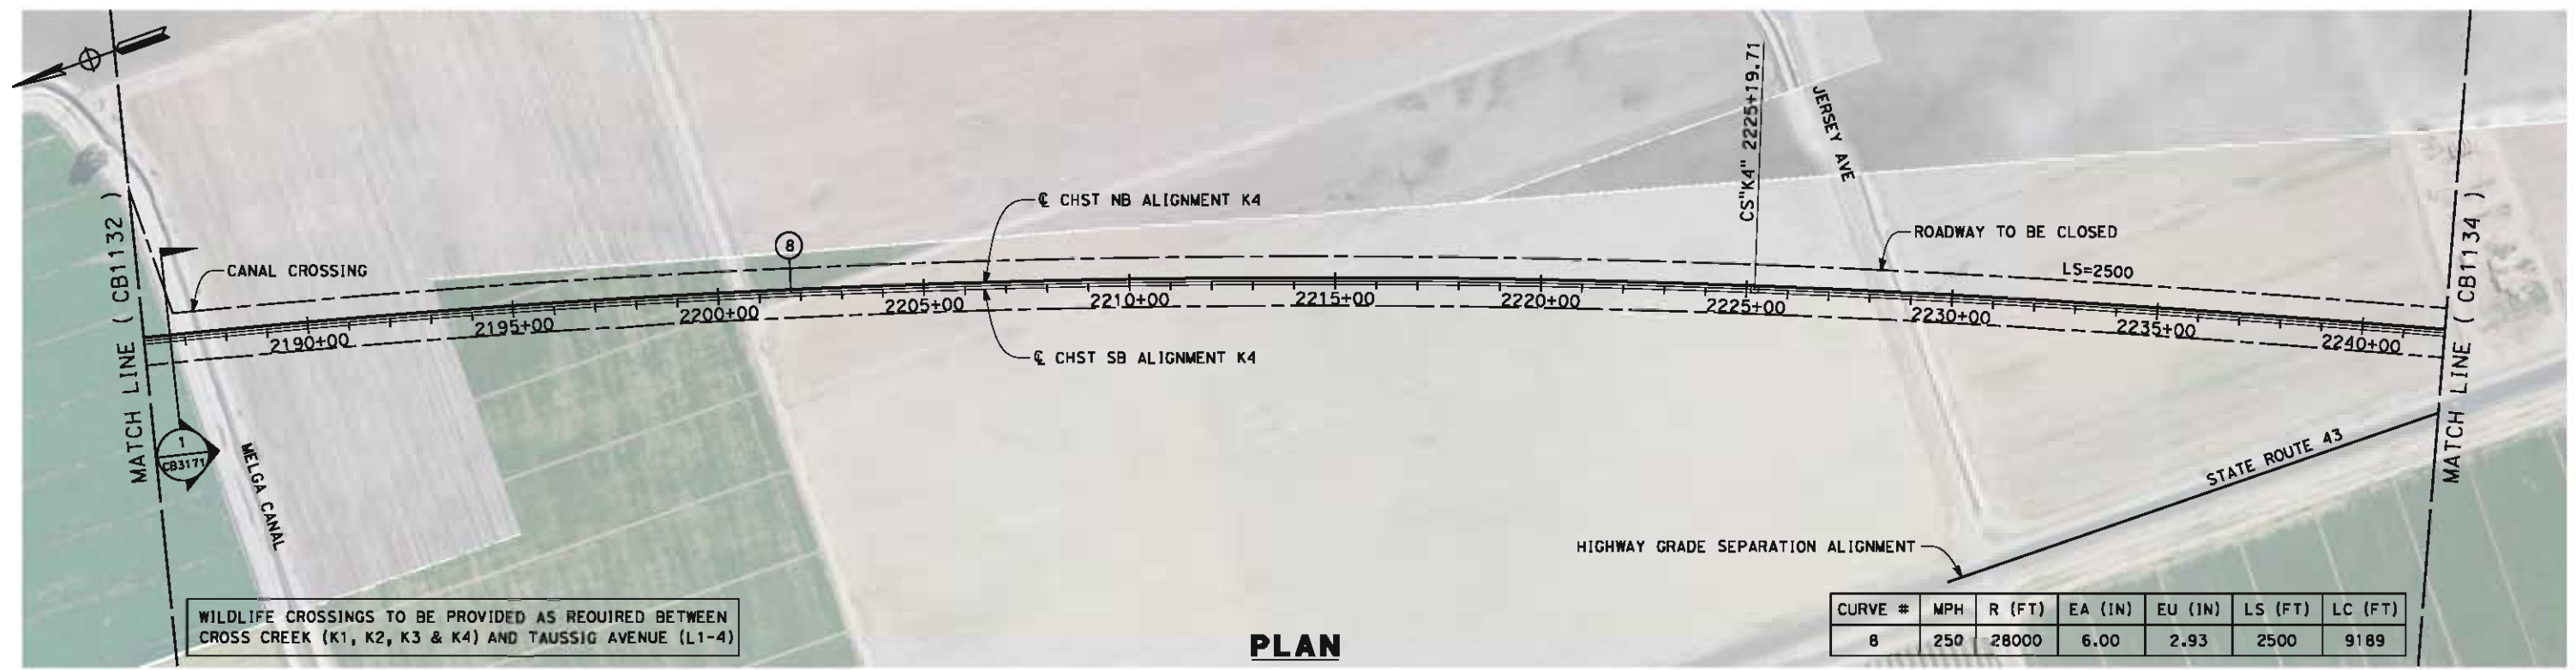 CS"K4" 2225+19.71
JERSEY AVE
MATCH LINE ( CB1132 )
MATCH LINE ( CB1134 )
℄ CHST NB ALIGNMENT K4
ROADWAY TO BE CLOSED
8
CANAL CROSSING
LS=2500
2190+00
2195+00
2200+00
2205+00
2210+00
2215+00
2220+00
2225+00
2230+00
2235+00
2240+00
℄ CHST SB ALIGNMENT K4
1
CB3171
MELGA CANAL
STATE ROUTE 43
HIGHWAY GRADE SEPARATION ALIGNMENT
WILDLIFE CROSSINGS TO BE PROVIDED AS REQUIRED BETWEEN
CROSS CREEK (K1, K2, K3 & K4) AND TAUSSIG AVENUE (L1-4)
PLAN
CURVE # MPH R (FT) EA (IN) EU (IN) LS (FT) LC (FT)
8 250 28000 6.00 2.93 2500 9189